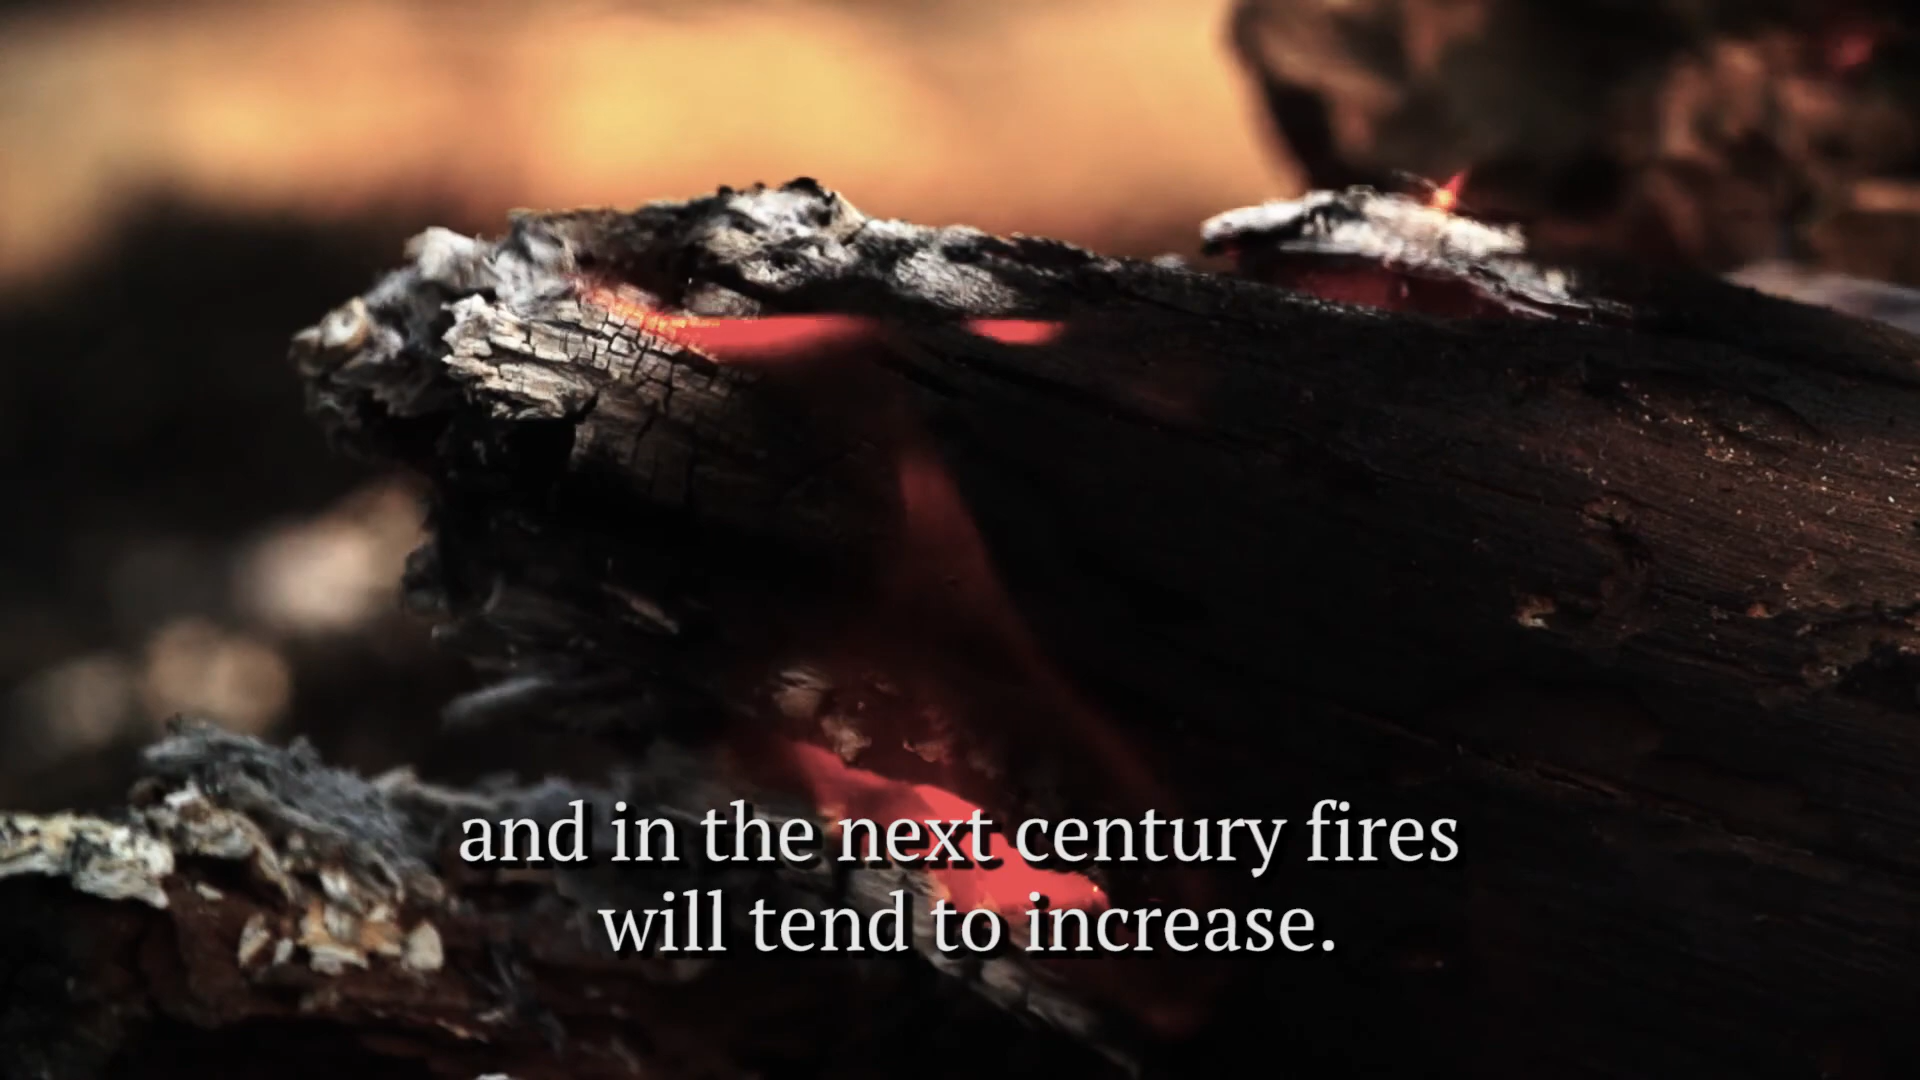 and in the next century fires
will tend to increase.